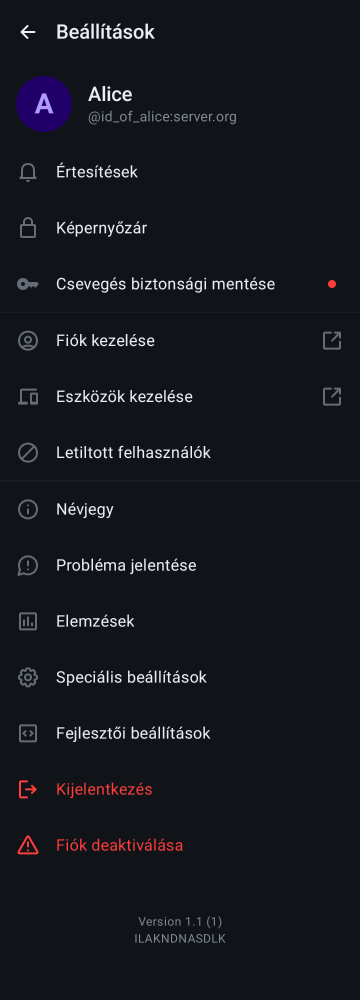 Beállítások
A
Alice
@id_of_alice:server.org
Értesítések
Képernyőzár
Csevegés biztonsági mentése
Fiók kezelése
Eszközök kezelése
Letiltott felhasználók
Névjegy
Probléma jelentése
Elemzések
Speciális beállítások
Fejlesztői beállítások
Kijelentkezés
Fiók deaktiválása
Version 1.1 (1)
ILAKNDNASDLK